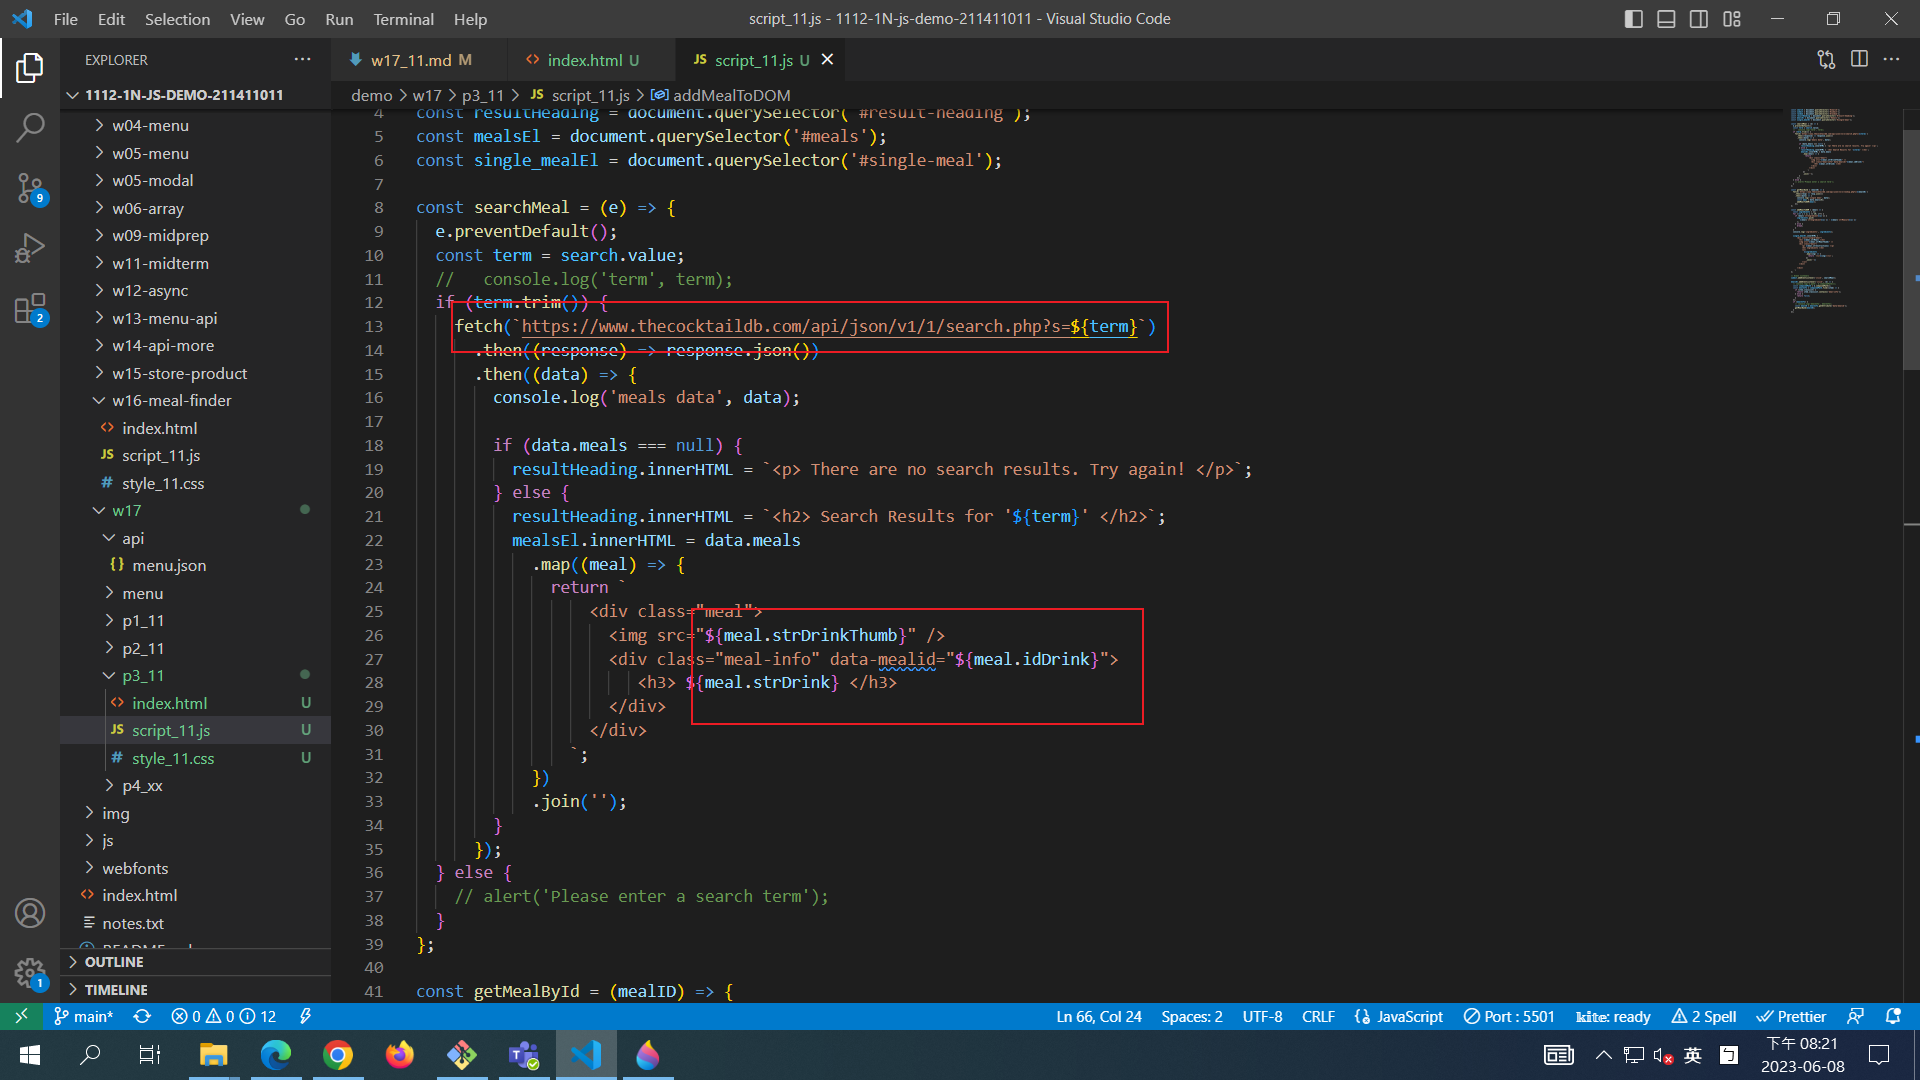 File Edit Selection View Go Run Terminal Help
script_11.js - 1112-1N-js-demo-211411011 - Visual Studio Code
EXPLORER
1112-1N-JS-DEMO-211411011
w04-menu
w05-menu
w05-modal
w06-array
w09-midprep
w11-midterm
w12-async
w13-menu-api
w14-api-more
w15-store-product
w16-meal-finder
index.html
script_11.js
style_11.css
w17
api
menu.json
menu
p1_11
p2_11
p3_11
index.html U
script_11.js U
style_11.css U
p4_xx
img
js
webfonts
index.html
notes.txt
OUTLINE
TIMELINE
9
2
1
w17_11.md M
index.html U
script_11.js U
demo > w17 > p3_11 > JS script_11.js > addMealToDOM
4 const resultHeading = document.querySelector('#result-heading');
5 const mealsEl = document.querySelector('#meals');
6 const single_mealEl = document.querySelector('#single-meal');
7
8 const searchMeal = (e) => {
9 e.preventDefault();
10 const term = search.value;
11 // console.log('term', term);
12 if (term.trim()) {
13 fetch(`https://www.thecocktaildb.com/api/json/v1/1/search.php?s=${term}`)
14 .then((response) => response.json())
15 .then((data) => {
16 console.log('meals data', data);
17
18 if (data.meals === null) {
19 resultHeading.innerHTML = `<p> There are no search results. Try again! </p>`;
20 } else {
21 resultHeading.innerHTML = `<h2> Search Results for '${term}' </h2>`;
22 mealsEl.innerHTML = data.meals
23 .map((meal) => {
24 return `
25 <div class="meal">
26 <img src="${meal.strDrinkThumb}" />
27 <div class="meal-info" data-mealid="${meal.idDrink}">
28 <h3> ${meal.strDrink} </h3>
29 </div>
30 </div>
31 `;
32 })
33 .join('');
34 }
35 });
36 } else {
37 // alert('Please enter a search term');
38 }
39 };
40
41 const getMealById = (mealID) => {
main* 0 0 12
Ln 66, Col 24 Spaces: 2 UTF-8 CRLF JavaScript Port : 5501 kite: ready 2 Spell Prettier
英
下午 08:21
2023-06-08